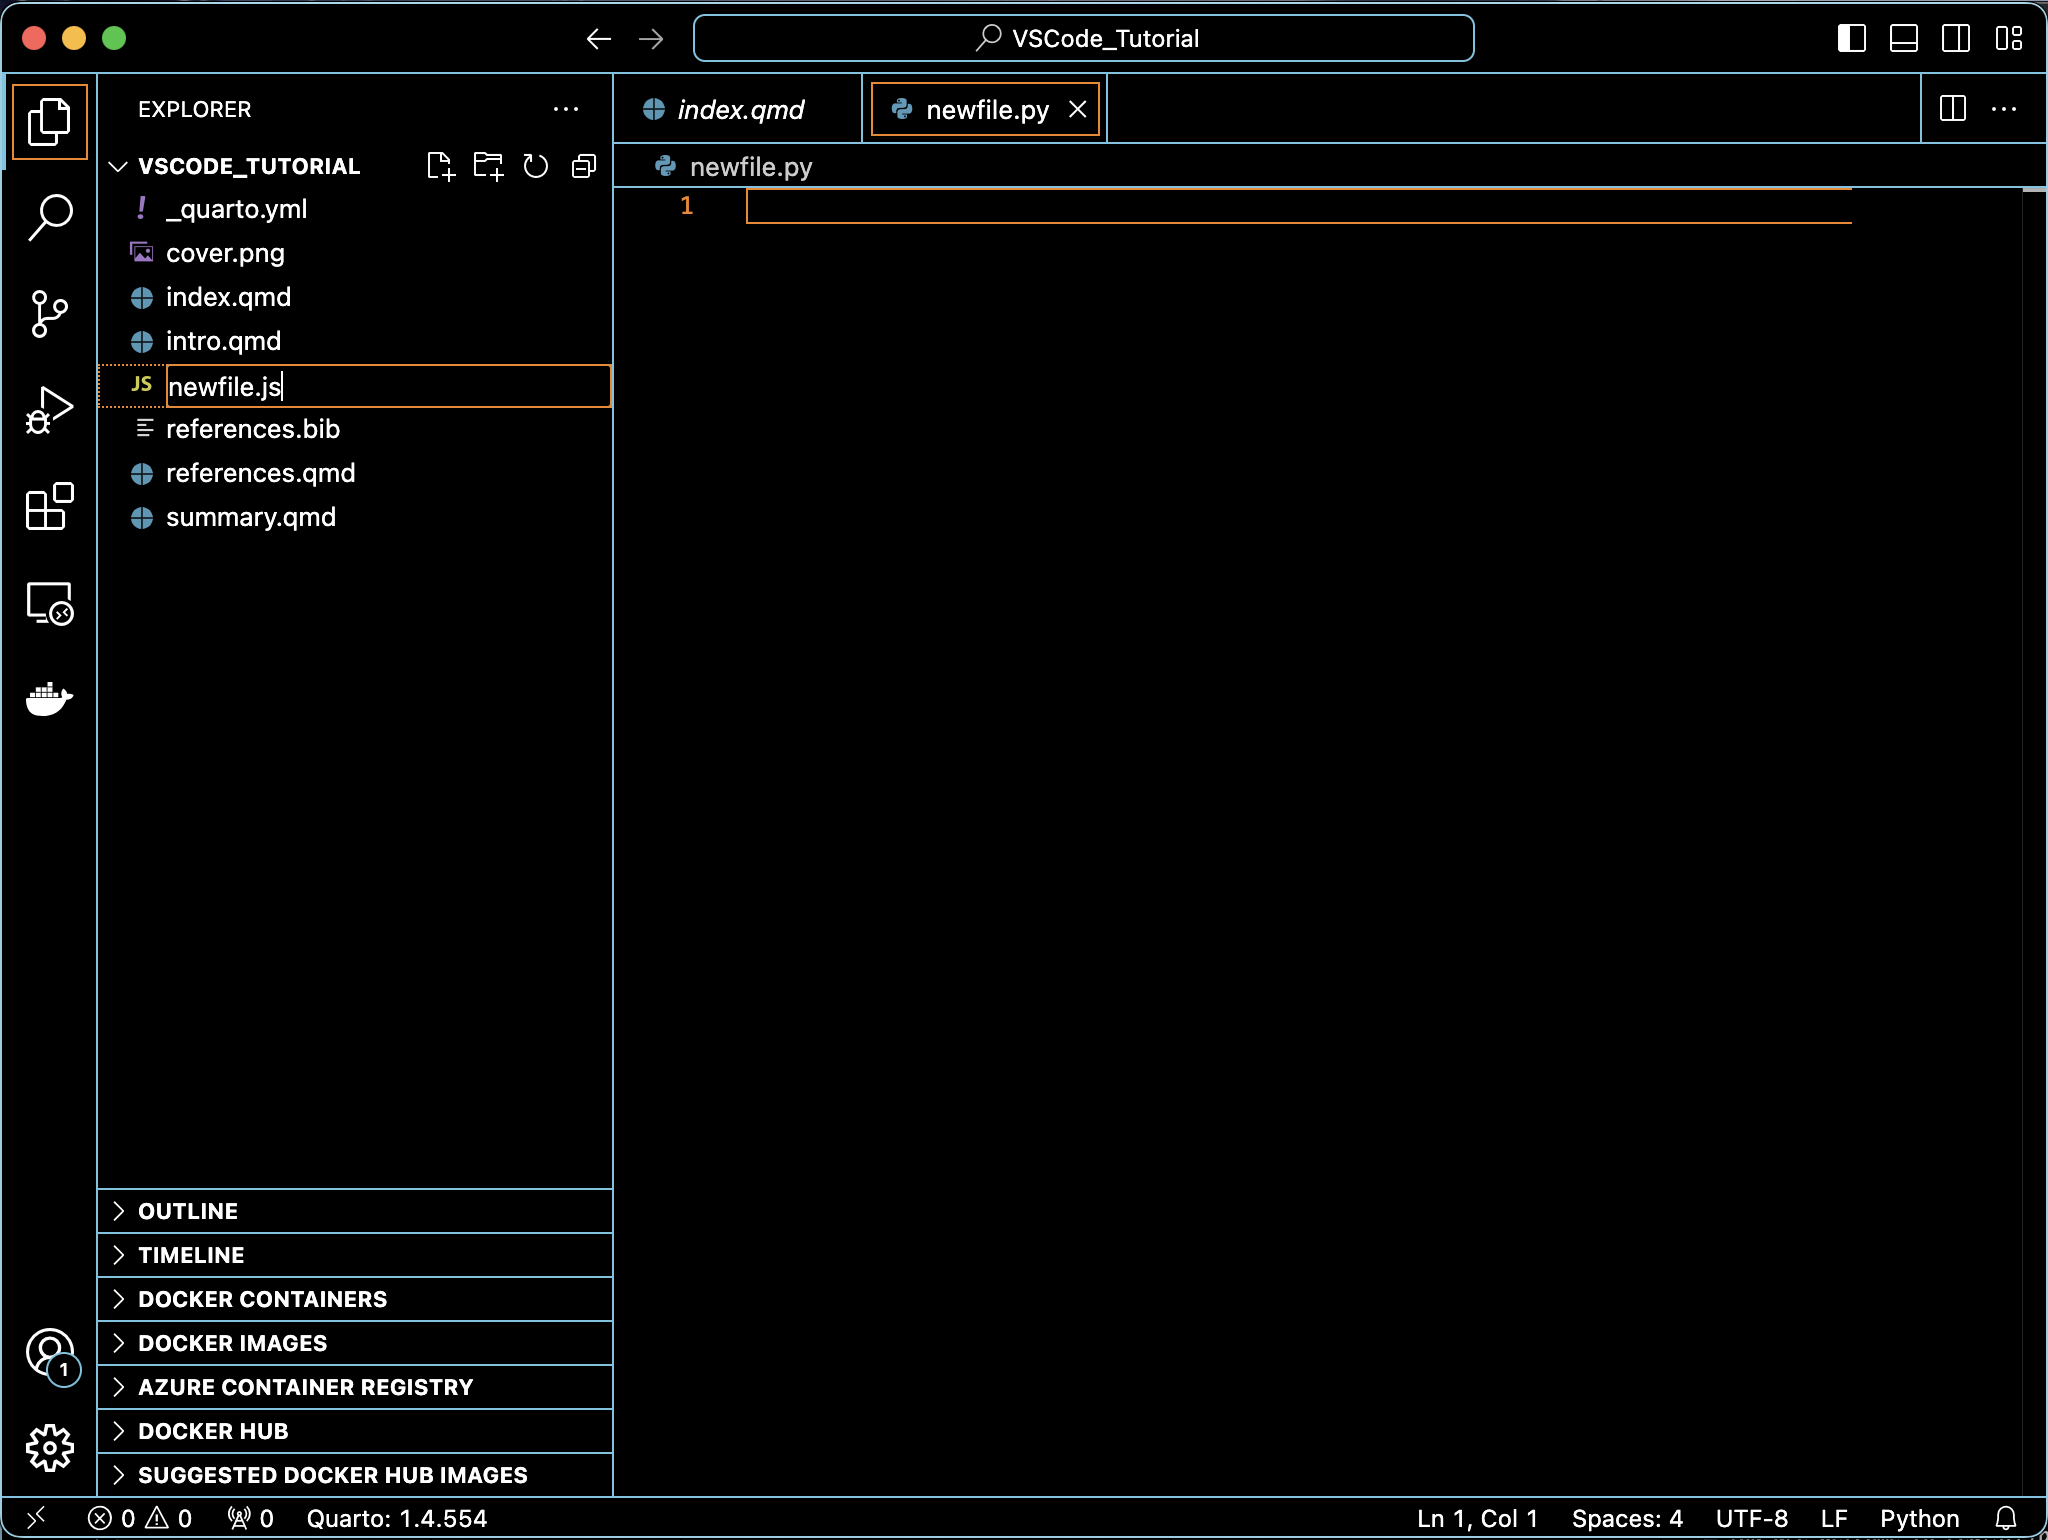 VSCode_Tutorial
EXPLORER
index.qmd
newfile.py
VSCODE_TUTORIAL
newfile.py
_quarto.yml
cover.png
index.qmd
intro.qmd
JS newfile.js
references.bib
references.qmd
summary.qmd
1
OUTLINE
TIMELINE
DOCKER CONTAINERS
DOCKER IMAGES
AZURE CONTAINER REGISTRY
DOCKER HUB
SUGGESTED DOCKER HUB IMAGES
1
0 0 0 Quarto: 1.4.554 Ln 1, Col 1 Spaces: 4 UTF-8 LF Python